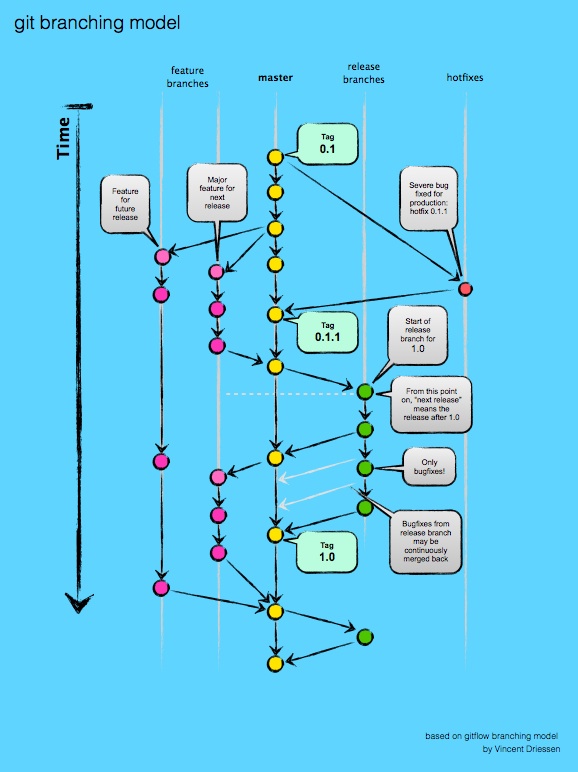 git branching model
feature
branches
master
release
branches
hotfixes
Time
Tag
0.1
Feature
for
future
release
Major
feature for
next
release
Severe bug
fixed for
production:
hotfix 0.1.1
Tag
0.1.1
Start of
release
branch for
1.0
From this point
on, “next release”
means the
release after 1.0
Only
bugfixes!
Bugfixes from
release branch
may be
continuously
merged back
Tag
1.0
based on gitflow branching model
by Vincent Driessen